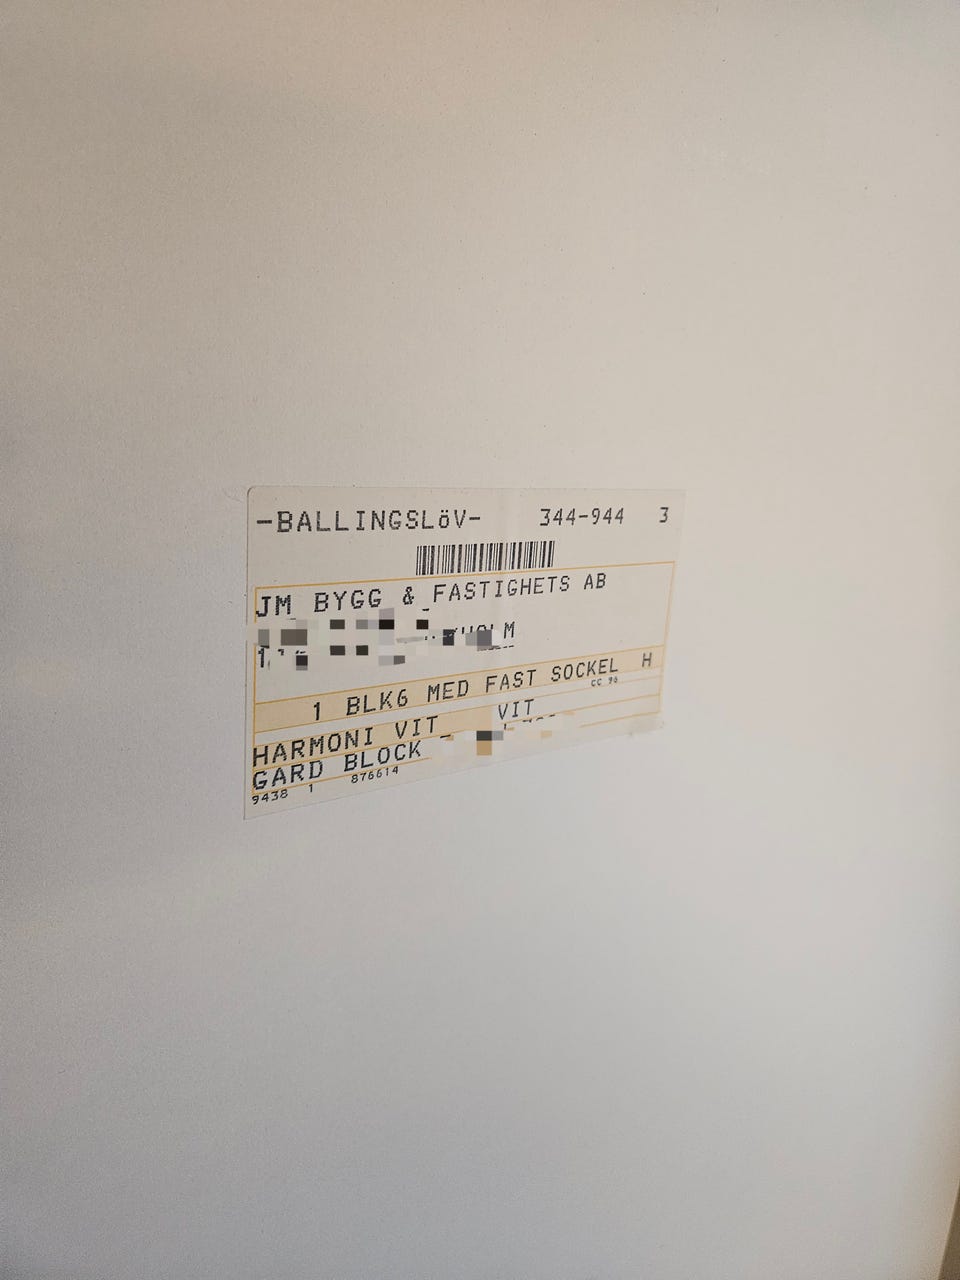 -BALLINGSLöV- 344-944 3
JM BYGG & FASTIGHETS AB
1 BLK6 MED FAST SOCKEL H
CC 96
HARMONI VIT VIT
GARD BLOCK
9438 1 876614